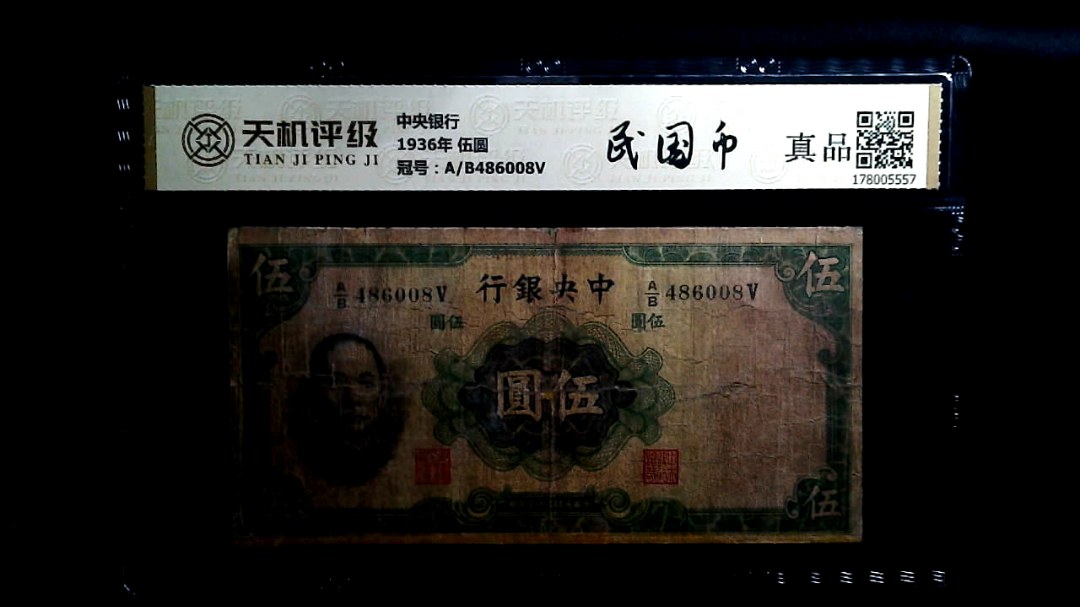 天机评级
TIAN JI PING JI
中央银行
1936年 伍圆
冠号：A/B486008V
民国币
真品
178005557
伍
伍
A/B 486008V
行銀央中
A/B 486008V
圓伍
伍圓
圓伍
伍